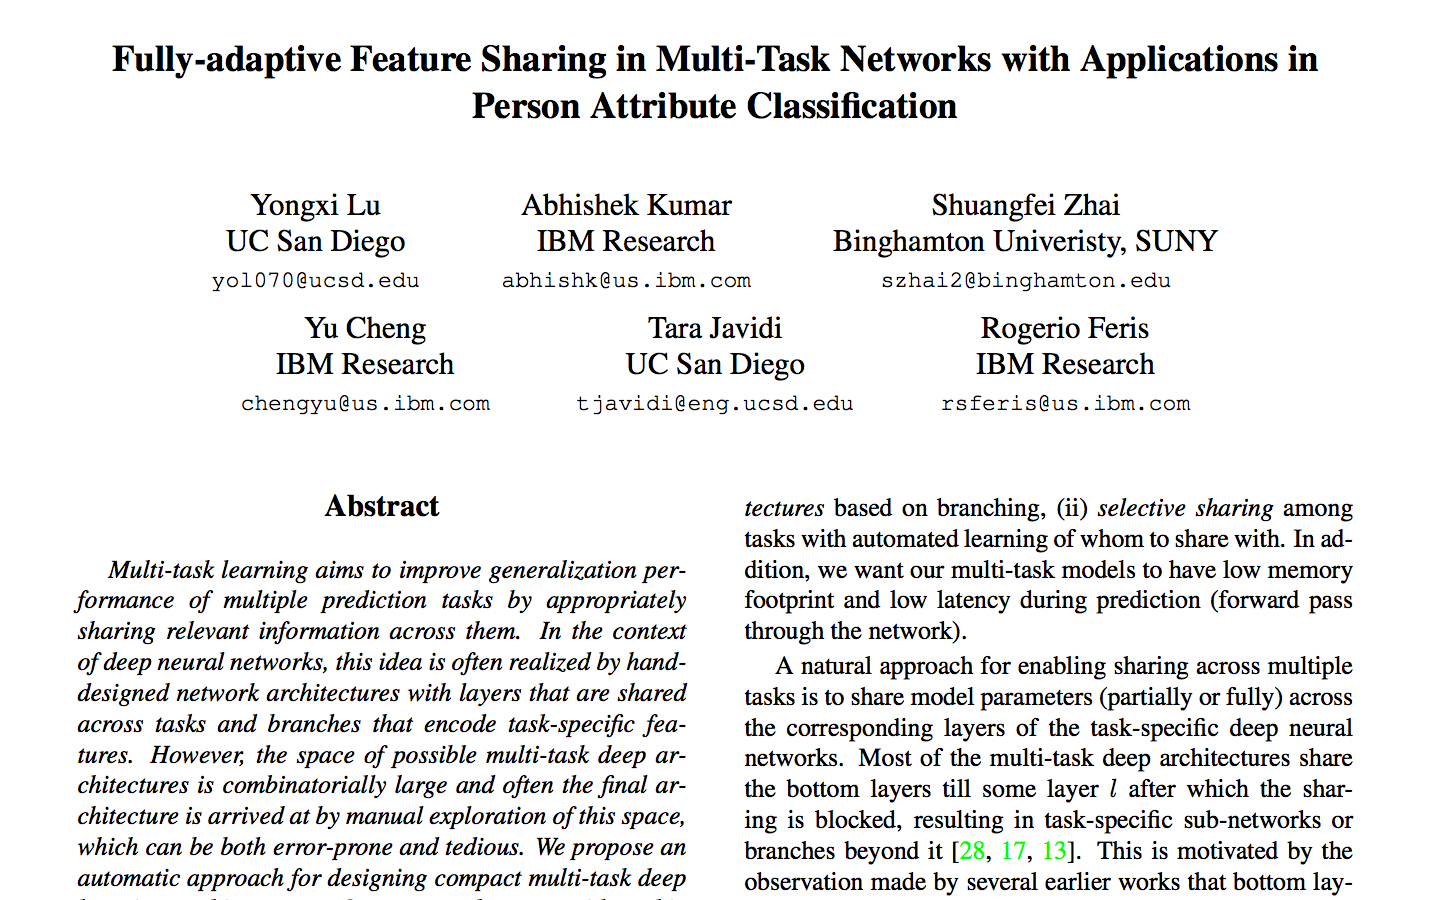 Fully-adaptive Feature Sharing in Multi-Task Networks with Applications in
Person Attribute Classification
Yongxi Lu
UC San Diego
yol070@ucsd.edu
Abhishek Kumar
IBM Research
abhishk@us.ibm.com
Shuangfei Zhai
Binghamton Univeristy, SUNY
szhai2@binghamton.edu
Yu Cheng
IBM Research
chengyu@us.ibm.com
Tara Javidi
UC San Diego
tjavidi@eng.ucsd.edu
Rogerio Feris
IBM Research
rsferis@us.ibm.com
Abstract
Multi-task learning aims to improve generalization per-
formance of multiple prediction tasks by appropriately
sharing relevant information across them. In the context
of deep neural networks, this idea is often realized by hand-
designed network architectures with layers that are shared
across tasks and branches that encode task-specific fea-
tures. However, the space of possible multi-task deep ar-
chitectures is combinatorially large and often the final ar-
chitecture is arrived at by manual exploration of this space,
which can be both error-prone and tedious. We propose an
automatic approach for designing compact multi-task deep
tectures based on branching, (ii) selective sharing among
tasks with automated learning of whom to share with. In ad-
dition, we want our multi-task models to have low memory
footprint and low latency during prediction (forward pass
through the network).
A natural approach for enabling sharing across multiple
tasks is to share model parameters (partially or fully) across
the corresponding layers of the task-specific deep neural
networks. Most of the multi-task deep architectures share
the bottom layers till some layer l after which the shar-
ing is blocked, resulting in task-specific sub-networks or
branches beyond it [28, 17, 13]. This is motivated by the
observation made by several earlier works that bottom lay-